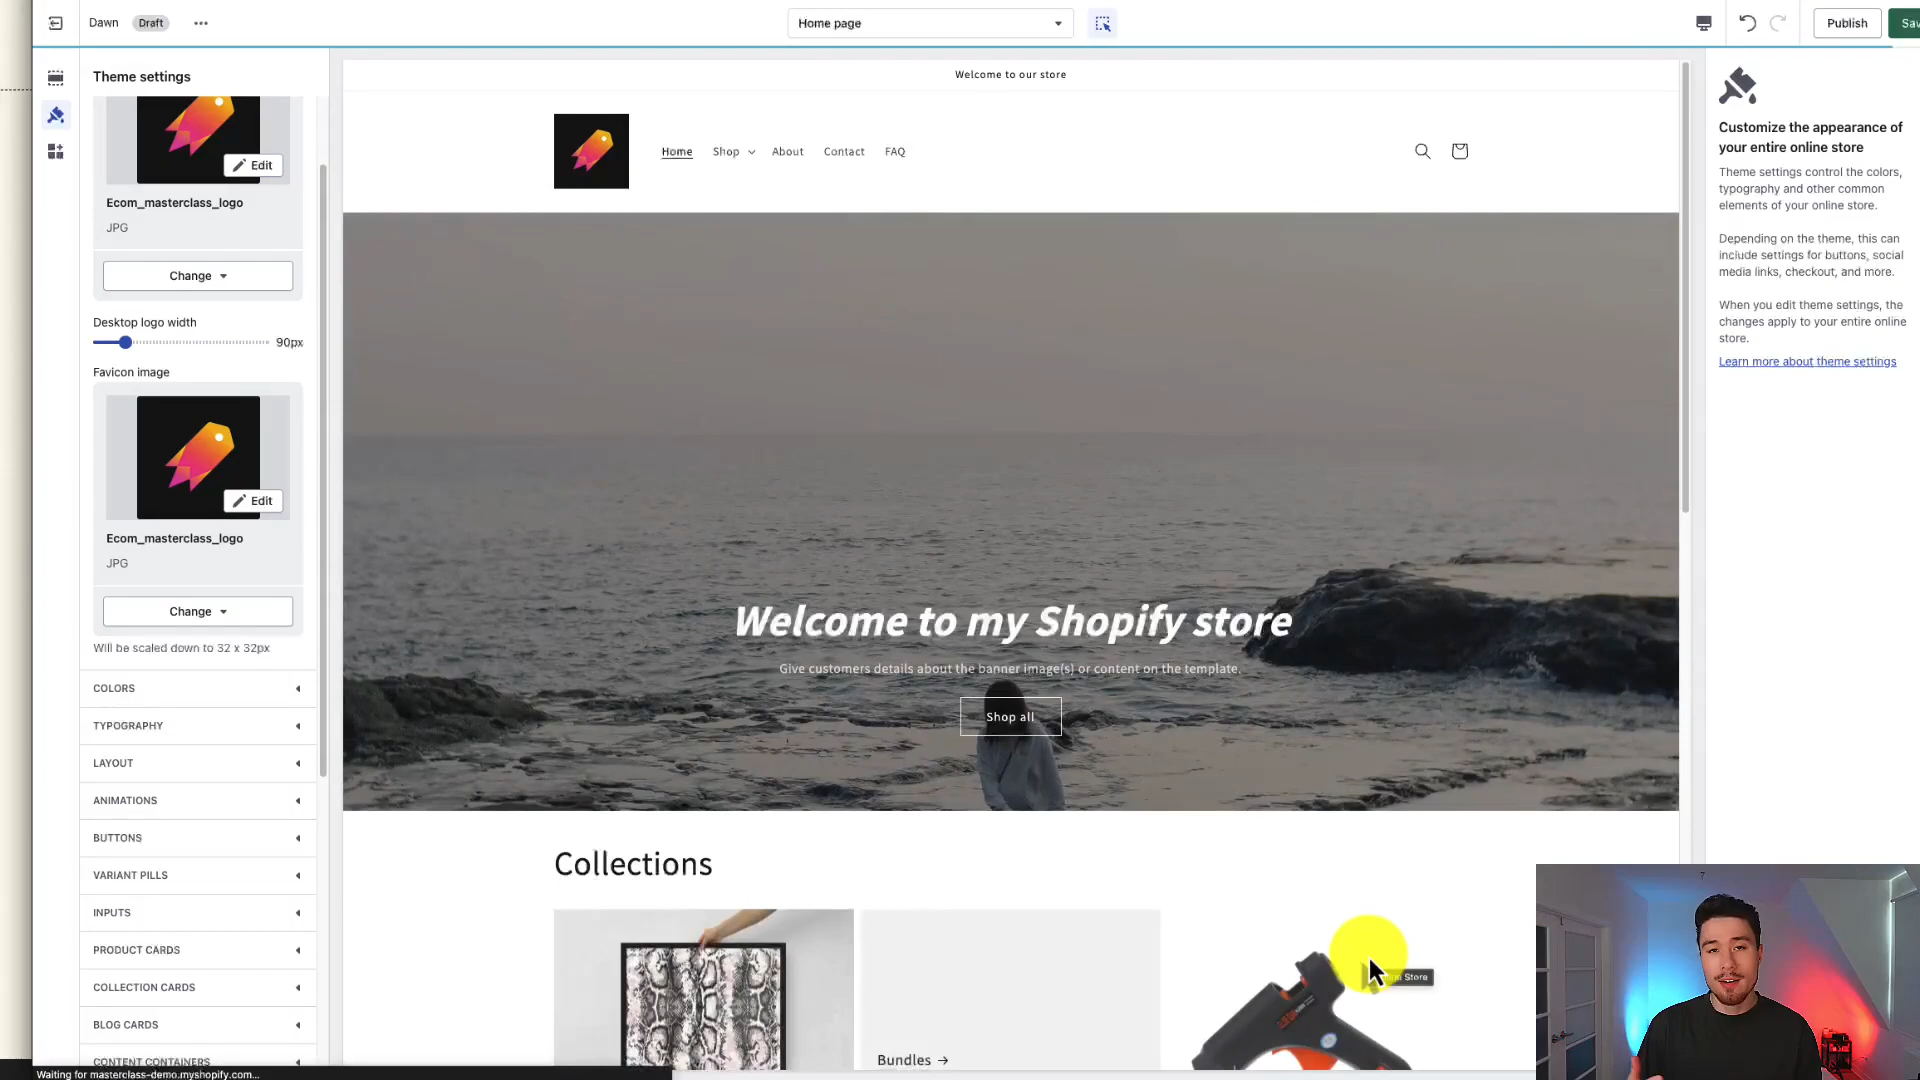 Dawn
Draft
Home page
Publish
Theme settings
Edit
Ecom_masterclass_logo
JPG
Change
Desktop logo width
90px
Favicon image
Edit
Ecom_masterclass_logo
JPG
Change
Will be scaled down to 32 x 32px
COLORS
TYPOGRAPHY
LAYOUT
ANIMATIONS
BUTTONS
VARIANT PILLS
INPUTS
PRODUCT CARDS
COLLECTION CARDS
BLOG CARDS
CONTENT CONTAINERS
Waiting for masterclass-demo.myshopify.com...
Welcome to our store
Home
Shop
About
Contact
FAQ
Welcome to my Shopify store
Give customers details about the banner image(s) or content on the template.
Shop all
Collections
Bundles →
Store
Customize the appearance of
your entire online store
Theme settings control the colors,
typography and other common
elements of your online store.
Depending on the theme, this can
include settings for buttons, social
media links, checkout, and more.
When you edit theme settings, the
changes apply to your entire online
store.
Learn more about theme settings